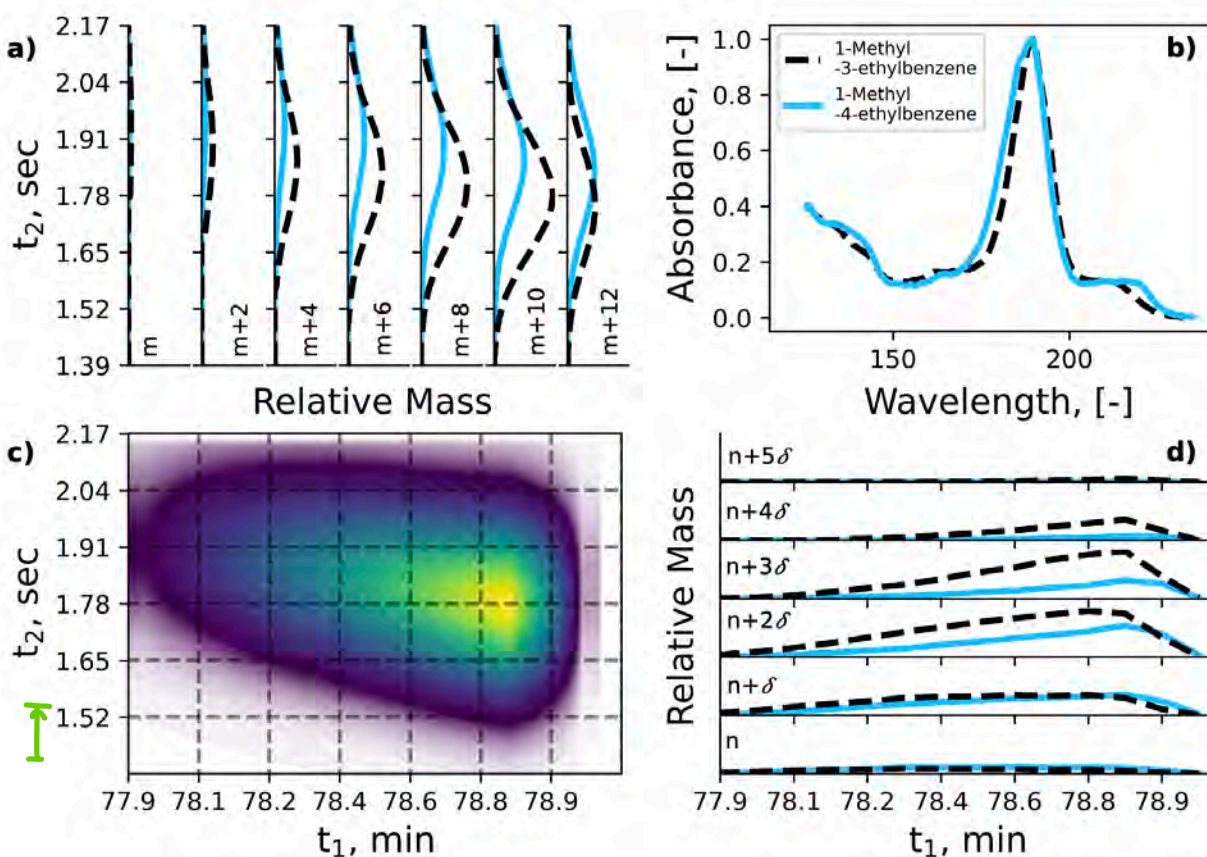 a)
2.17
2.04
1.91
1.78
1.65
1.52
1.39
t2, sec
m
m+2
m+4
m+6
m+8
m+10
m+12
Relative Mass
b)
1.0
0.8
0.6
0.4
0.2
0.0
Absorbance, [-]
1-Methyl
-3-ethylbenzene
1-Methyl
-4-ethylbenzene
150
200
Wavelength, [-]
c)
2.17
2.04
1.91
1.78
1.65
1.52
t2, sec
77.9
78.1
78.2
78.4
78.6
78.8
78.9
t1, min
d)
n+5δ
n+4δ
n+3δ
n+2δ
n+δ
n
Relative Mass
77.9
78.1
78.2
78.4
78.6
78.8
78.9
t1, min